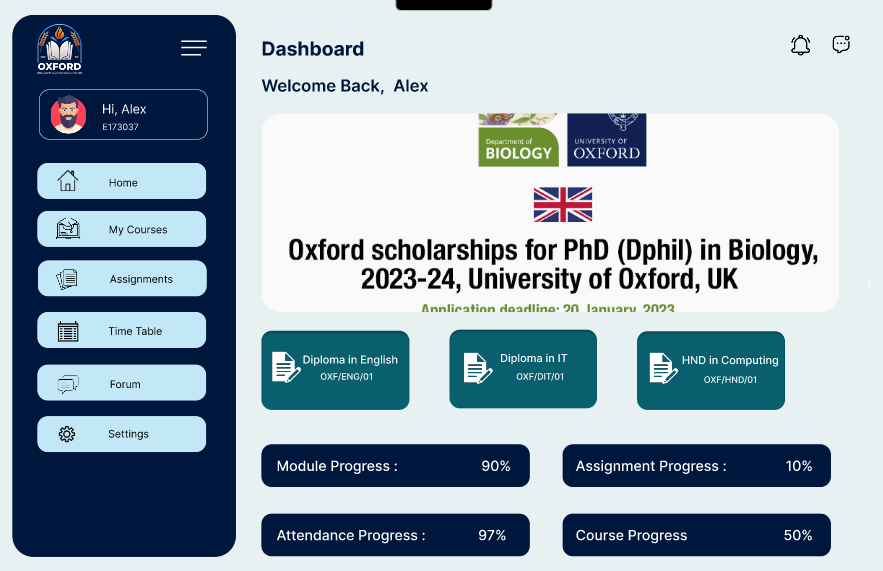 OXFORD
Hi, Alex
E173037
Home
My Courses
Assignments
Time Table
Forum
Settings
Dashboard
Welcome Back, Alex
Department of
BIOLOGY
UNIVERSITY OF
OXFORD
Oxford scholarships for PhD (Dphil) in Biology,
2023-24, University of Oxford, UK
Application deadline: 20 January, 2023
Diploma in English
OXF/ENG/01
Diploma in IT
OXF/DIT/01
HND in Computing
OXF/HND/01
Module Progress : 90%
Assignment Progress : 10%
Attendance Progress : 97%
Course Progress 50%